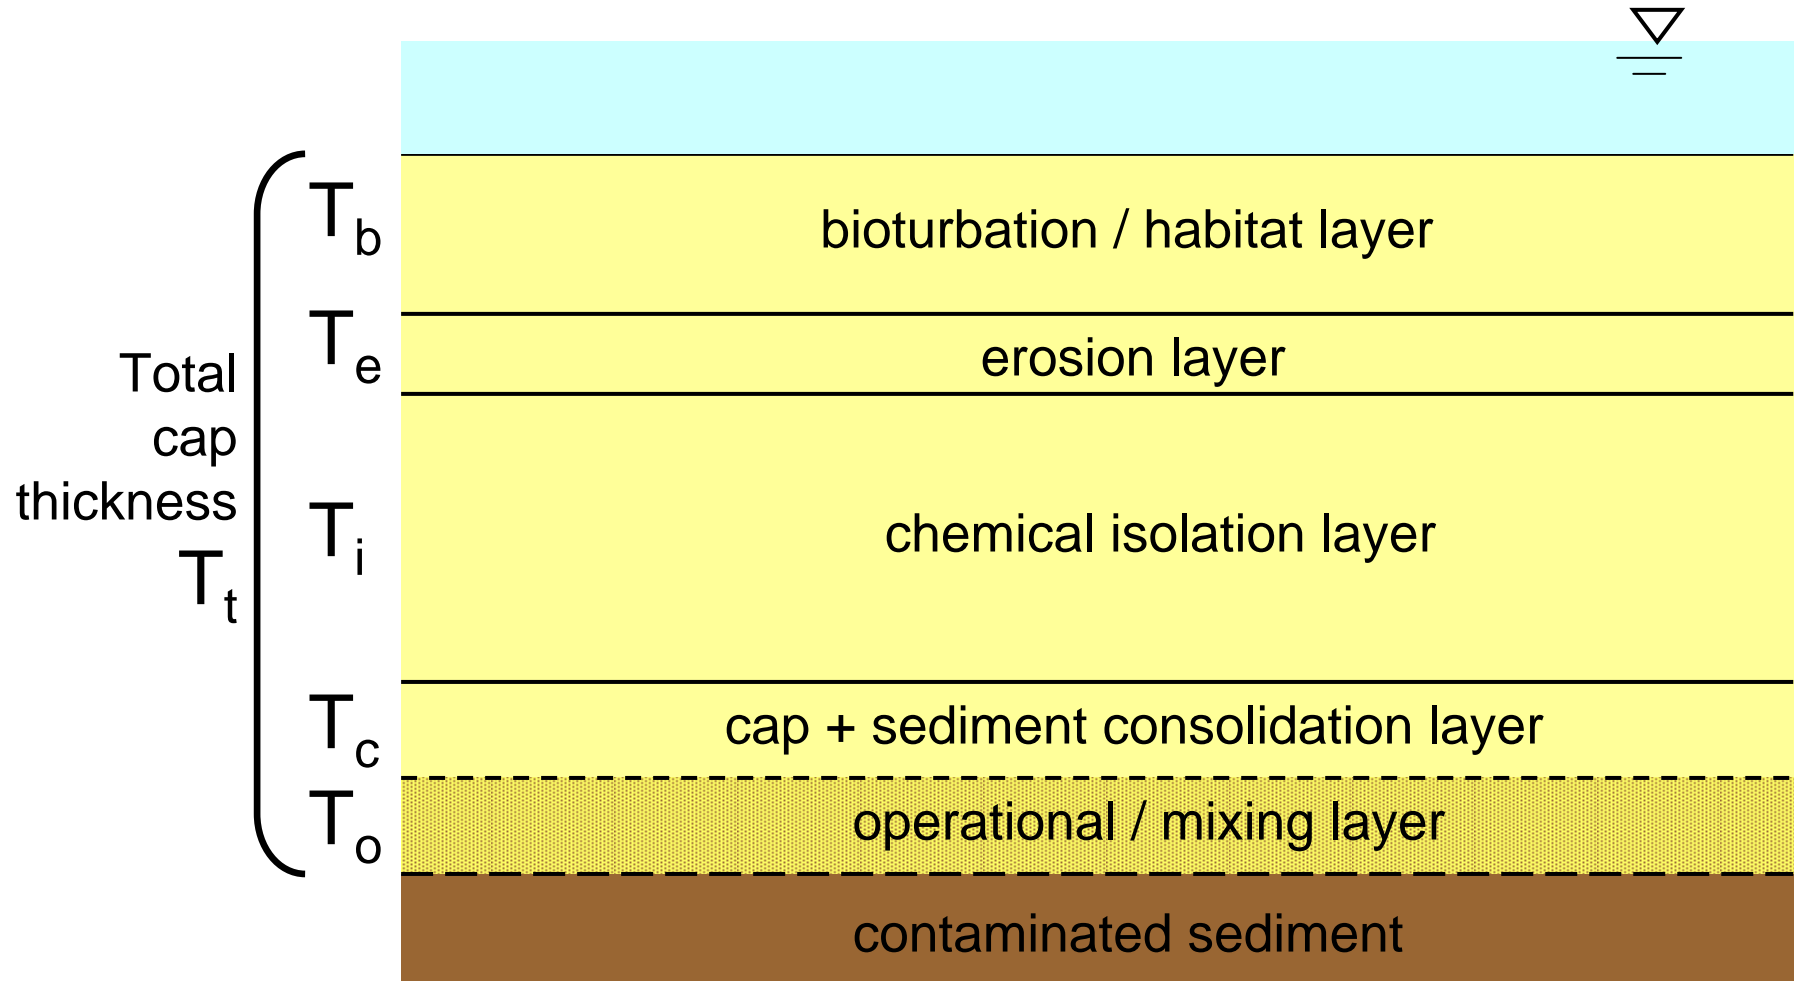 T_b
bioturbation / habitat layer
T_e
erosion layer
Total
cap
thickness
T_t
T_i
chemical isolation layer
T_c
cap + sediment consolidation layer
T_o
operational / mixing layer
contaminated sediment